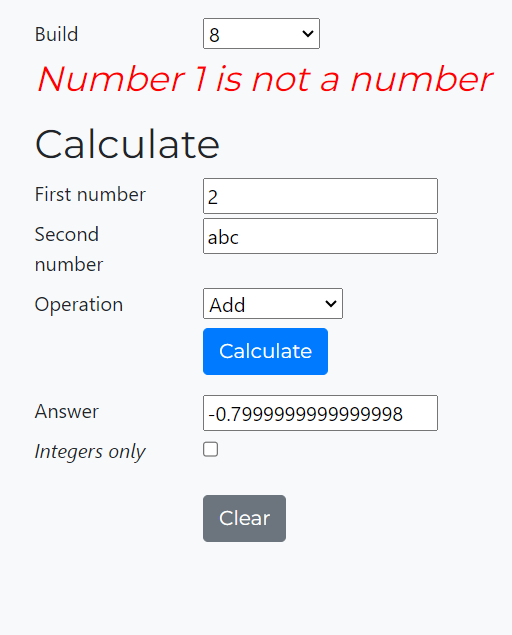 Build 8
Number 1 is not a number
Calculate
First number 2
Second number abc
Operation Add
Calculate
Answer -0.7999999999999998
Integers only
Clear